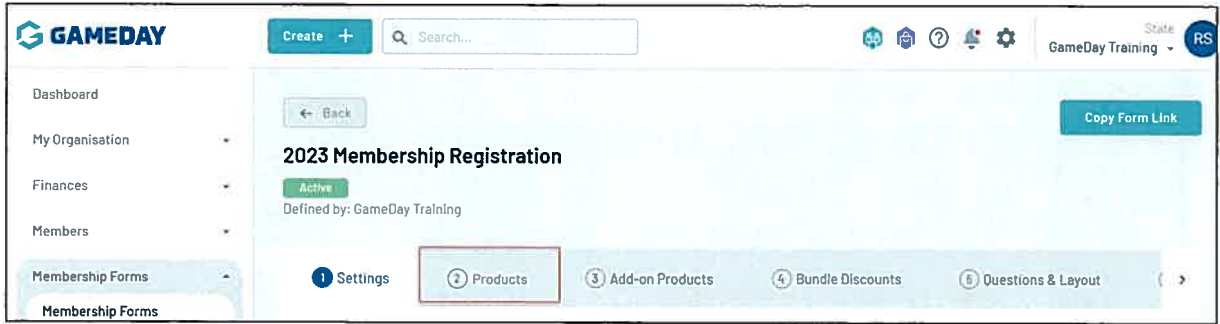 GAMEDAY
Create +
Search...
State
GameDay Training
RS
Dashboard
← Back
Copy Form Link
My Organisation
2023 Membership Registration
Finances
Active
Defined by: GameDay Training
Members
Membership Forms
1 Settings
2 Products
3 Add-on Products
4 Bundle Discounts
5 Questions & Layout
Membership Forms